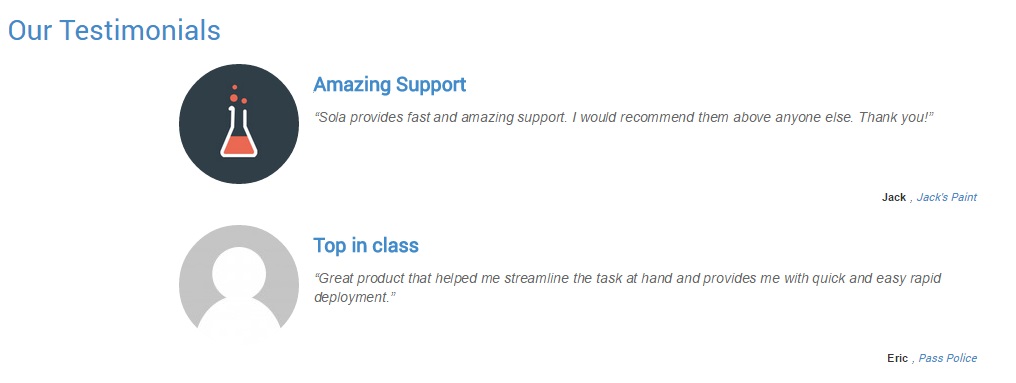 Our Testimonials
Amazing Support
“Sola provides fast and amazing support. I would recommend them above anyone else. Thank you!”
Jack , Jack's Paint
Top in class
“Great product that helped me streamline the task at hand and provides me with quick and easy rapid
deployment.”
Eric , Pass Police